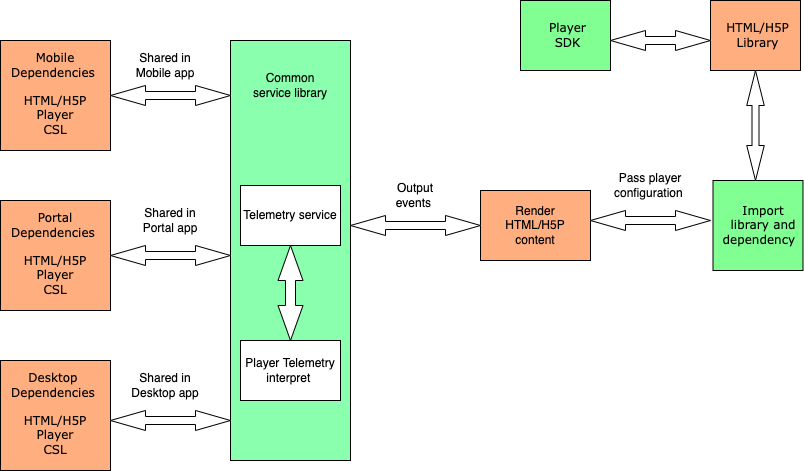 Player
SDK
HTML/H5P
Library
Mobile
Dependencies
HTML/H5P
Player
CSL
Shared in
Mobile app
Common
service library
Portal
Dependencies
HTML/H5P
Player
CSL
Shared in
Portal app
Telemetry service
Output
events
Render
HTML/H5P
content
Pass player
configuration
Import
library and
dependency
Player Telemetry
interpret
Desktop
Dependencies
HTML/H5P
Player
CSL
Shared in
Desktop app